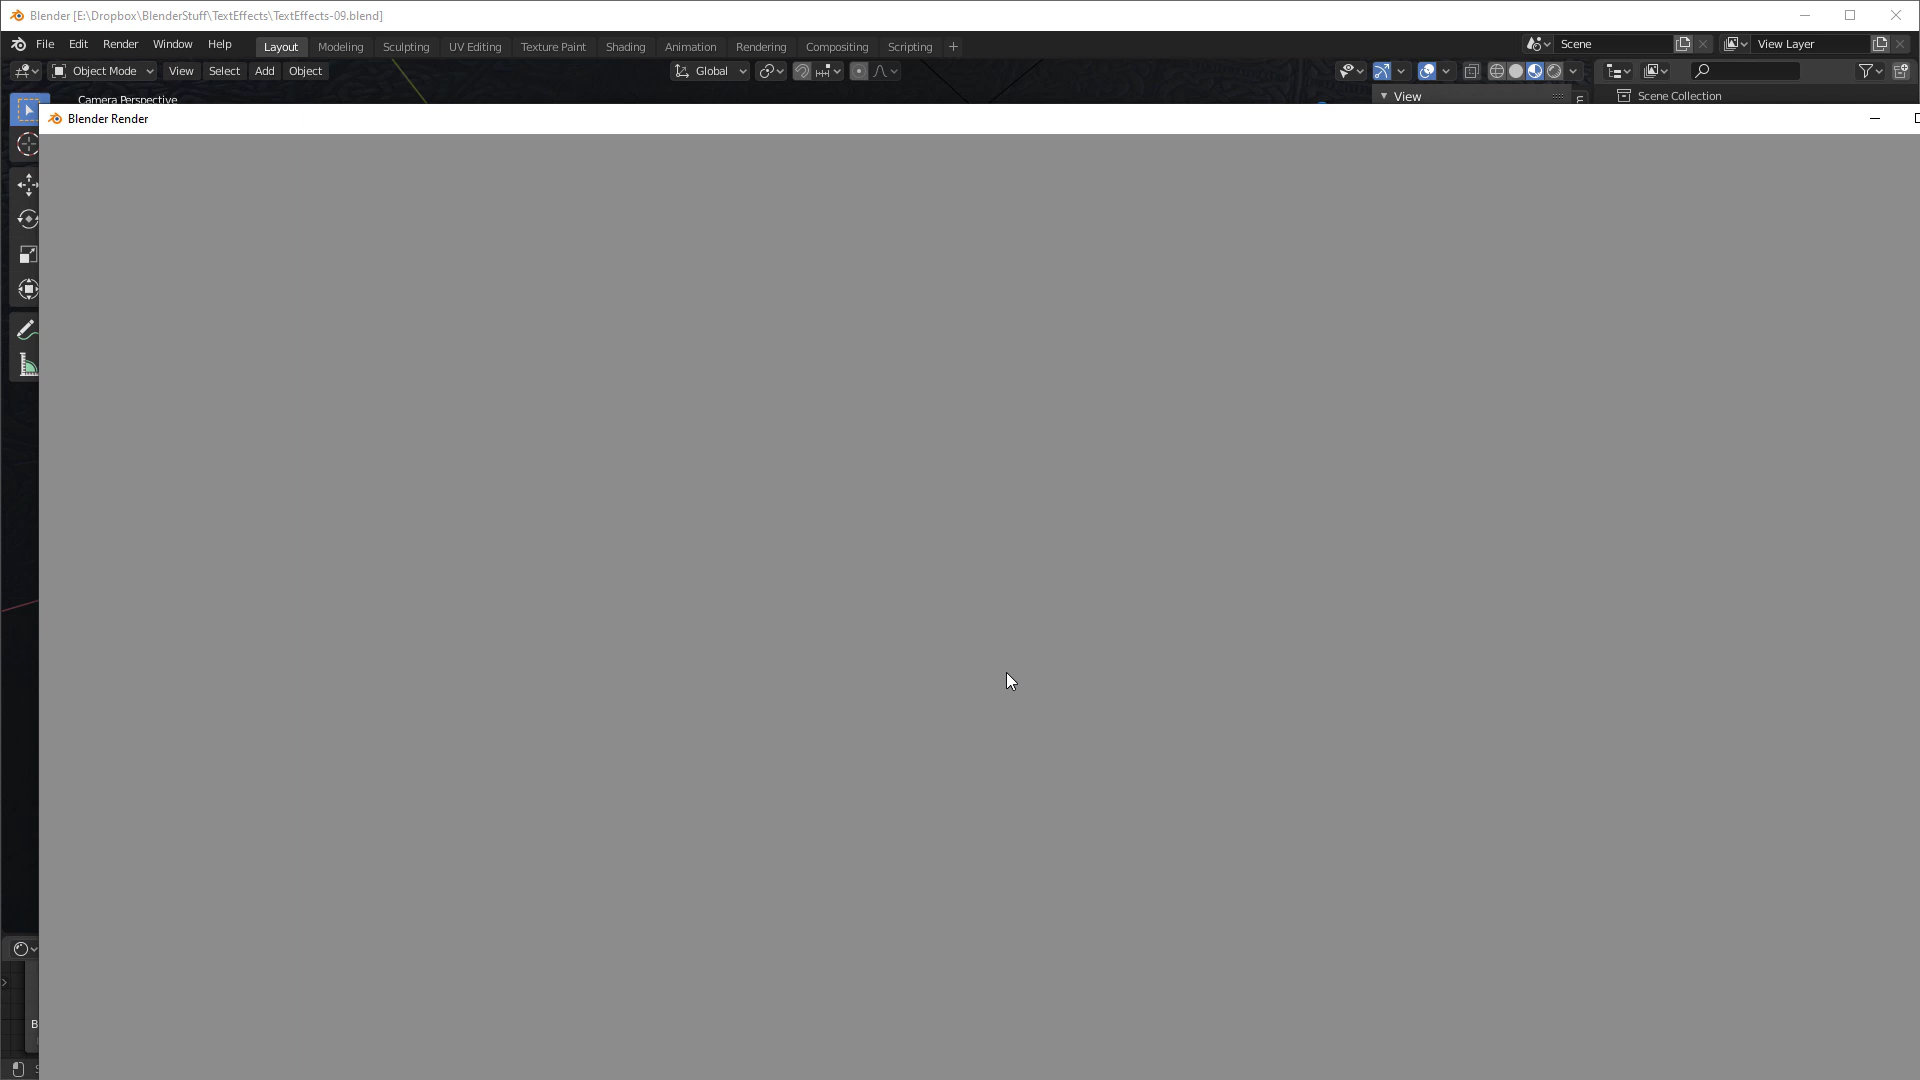 Blender [E:\Dropbox\BlenderStuff\TextEffects\TextEffects-09.blend]
File Edit Render Window Help Layout Modeling Sculpting UV Editing Texture Paint Shading Animation Rendering Compositing Scripting + Scene View Layer
Object Mode View Select Add Object Global
Camera Perspective View Scene Collection
Blender Render
B